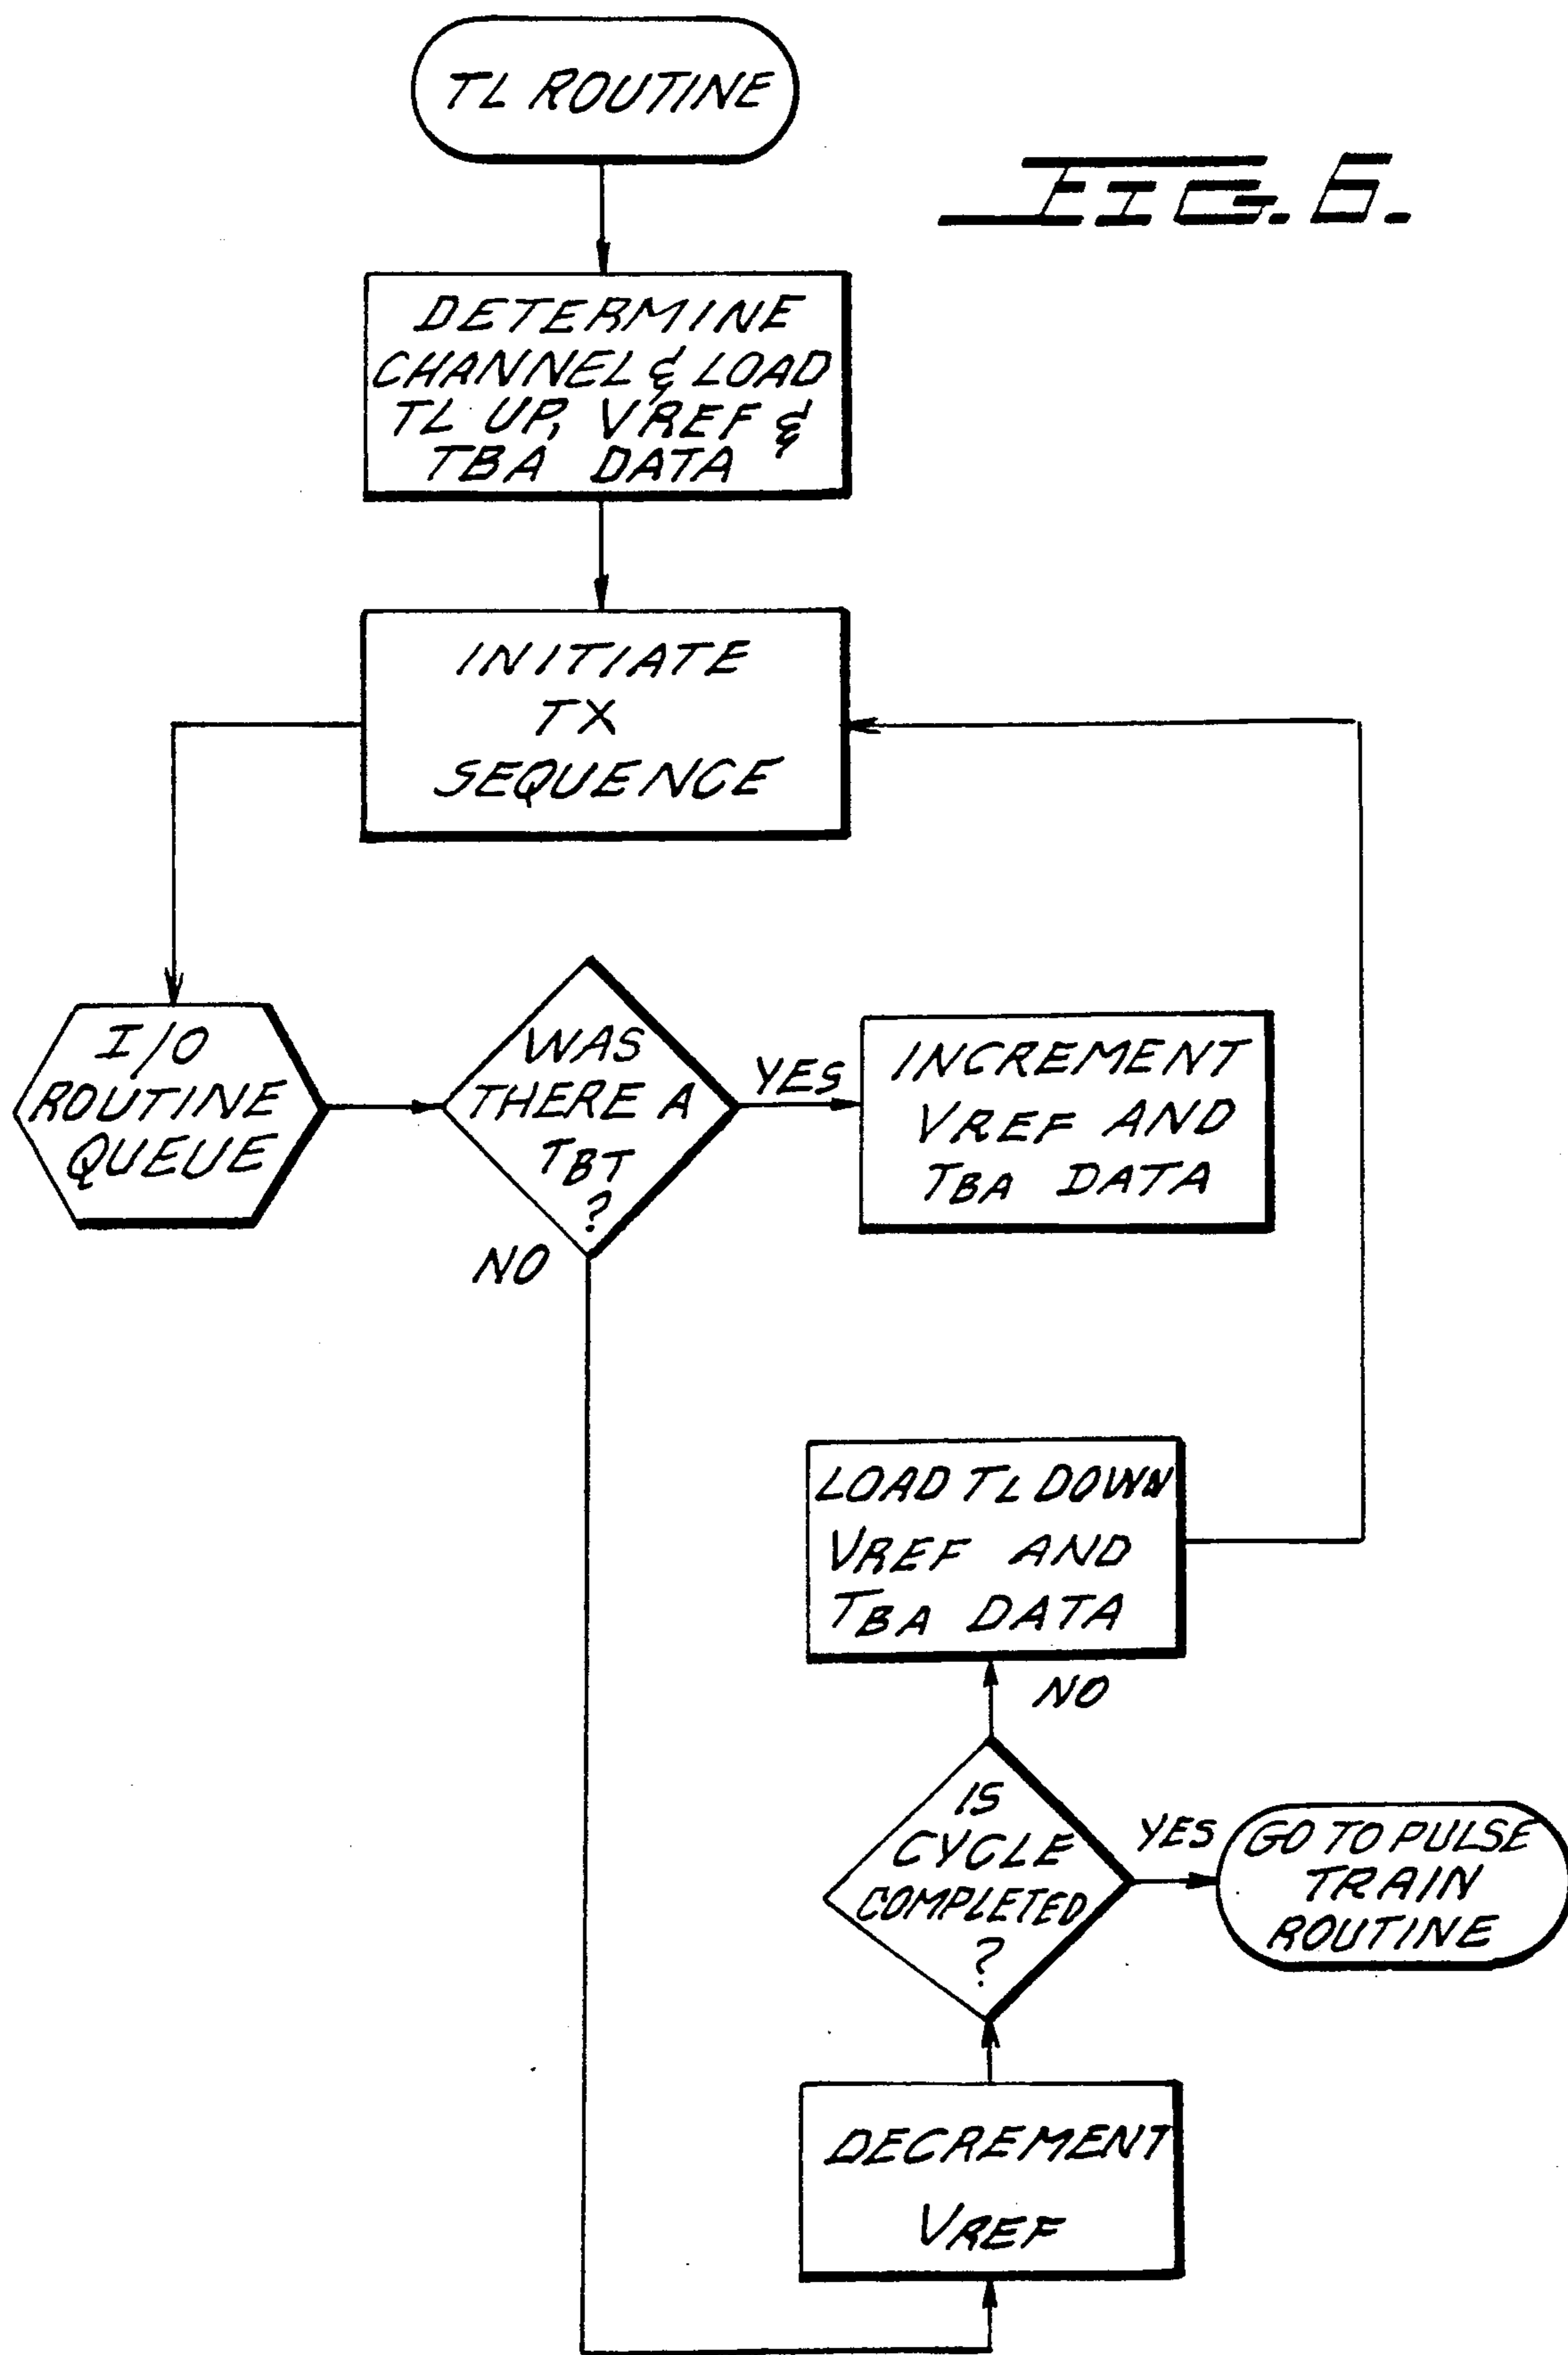 TL ROUTINE
FIG. 6.
DETERMINE
CHANNEL & LOAD
TL UP, VREF &
TBA DATA
INITIATE
TX
SEQUENCE
I/O
ROUTINE
QUEUE
WAS
THERE A
TBT
?
YES
NO
INCREMENT
VREF AND
TBA DATA
LOAD TL DOWN
VREF AND
TBA DATA
NO
IS
CYCLE
COMPLETED
?
YES
GO TO PULSE
TRAIN
ROUTINE
DECREMENT
VREF